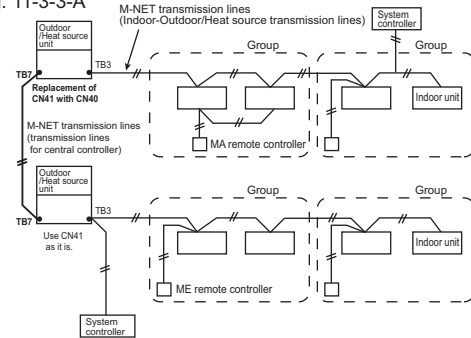 11-3-3-A
M-NET transmission lines
(Indoor-Outdoor/Heat source transmission lines)
System
controller
Outdoor
/Heat source
unit
Group
Group
TB7
TB3
Replacement of
CN41 with CN40
Indoor unit
M-NET transmission lines
(transmission lines
for central controller)
MA remote controller
Outdoor
/Heat source
unit
Group
Group
TB3
TB7
Use CN41
as it is.
Indoor unit
ME remote controller
System
controller